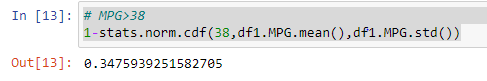 In [13]: # MPG>38
1-stats.norm.cdf(38,df1.MPG.mean(),df1.MPG.std())
Out[13]: 0.3475939251582705